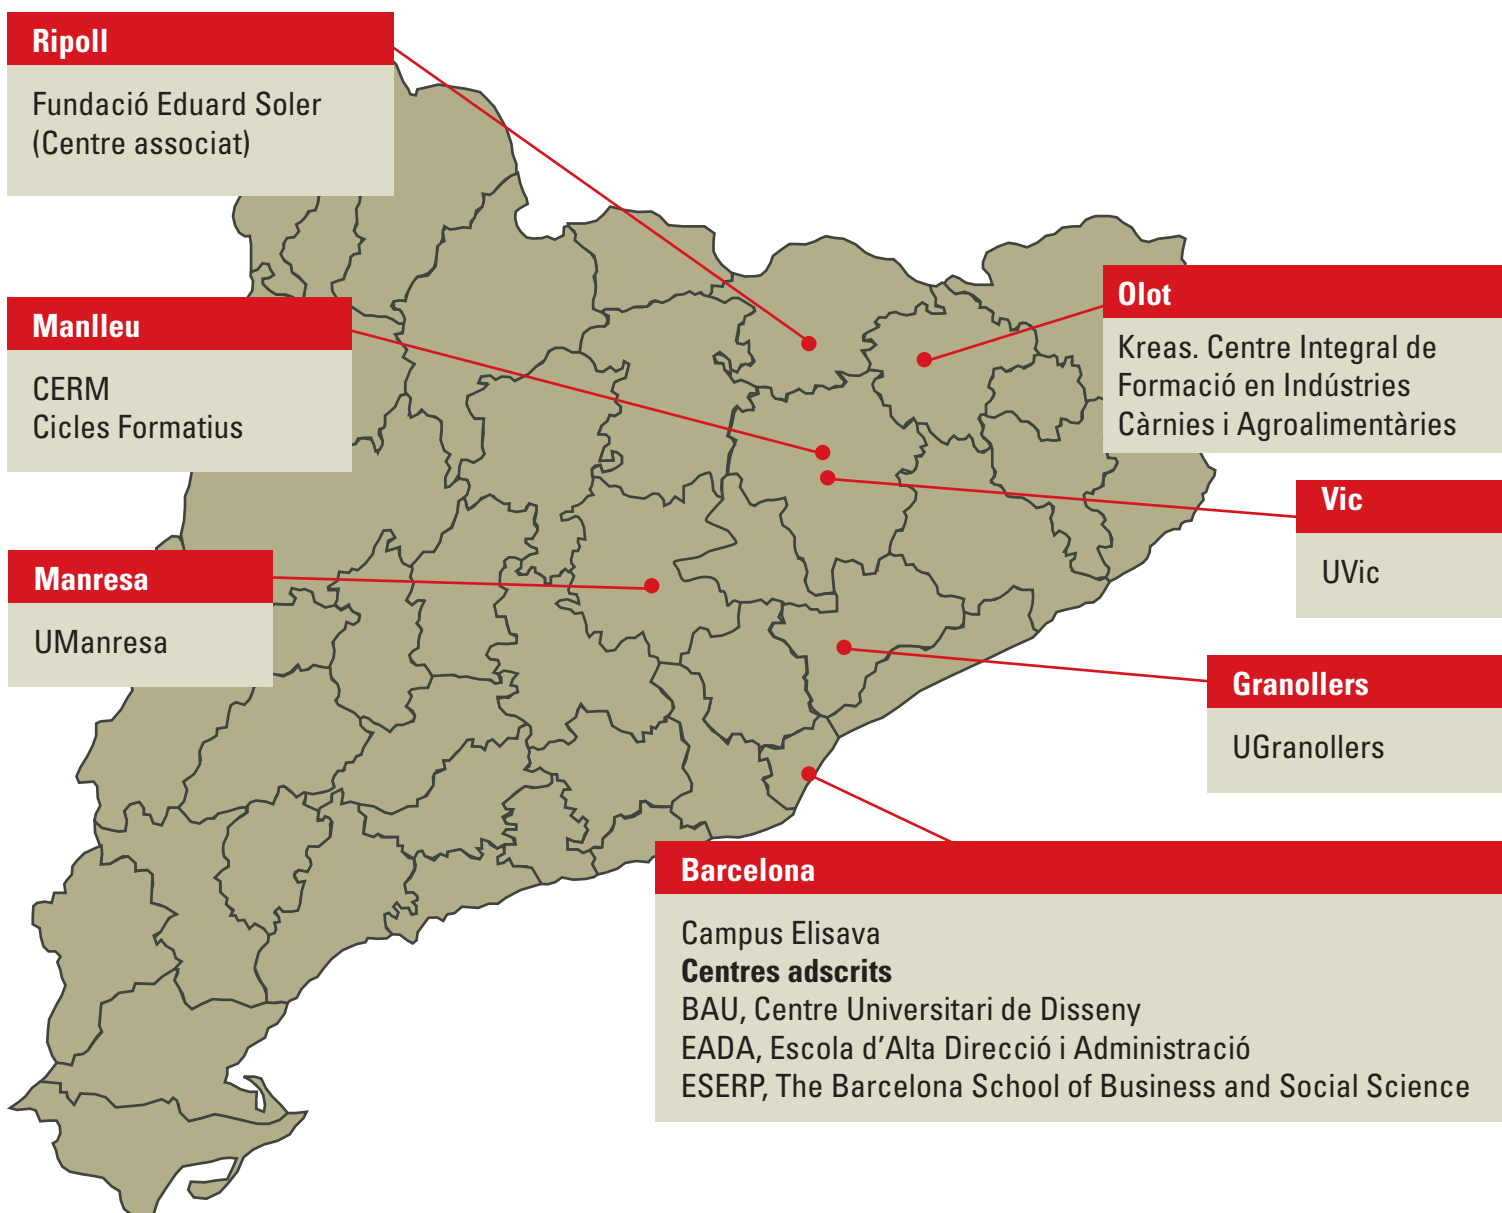 Ripoll
Fundació Eduard Soler
(Centre associat)
Manlleu
CERM
Cicles Formatius
Manresa
UManresa
Olot
Kreas. Centre Integral de
Formació en Indústries
Càrnies i Agroalimentàries
Vic
UVic
Granollers
UGranollers
Barcelona
Campus Elisava
Centres adscrits
BAU, Centre Universitari de Disseny
EADA, Escola d’Alta Direcció i Administració
ESERP, The Barcelona School of Business and Social Science